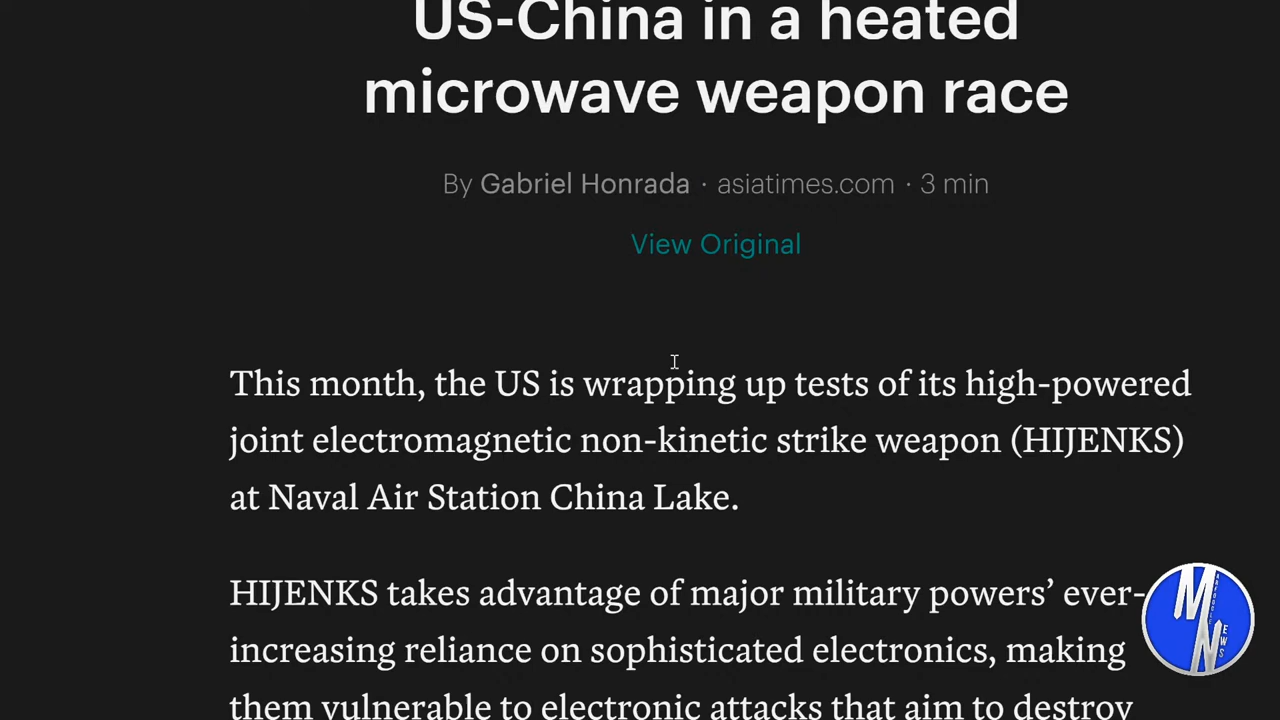 US-China in a heated
microwave weapon race
By Gabriel Honrada · asiatimes.com · 3 min
View Original
This month, the US is wrapping up tests of its high-powered
joint electromagnetic non-kinetic strike weapon (HIJENKS)
at Naval Air Station China Lake.
HIJENKS takes advantage of major military powers’ ever-
increasing reliance on sophisticated electronics, making
them vulnerable to electronic attacks that aim to destroy